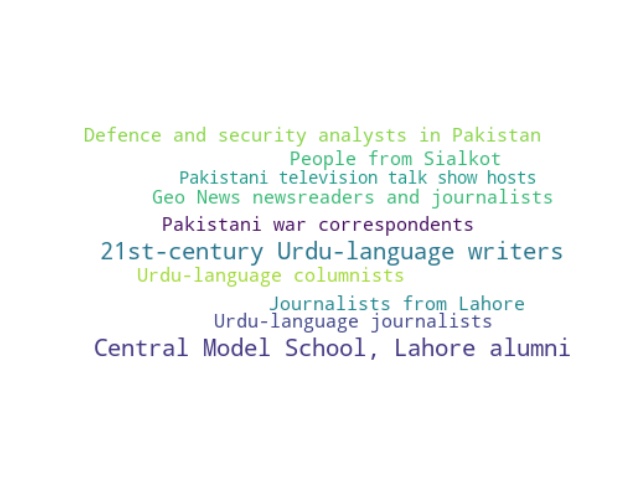 Defence and security analysts in Pakistan
People from Sialkot
Pakistani television talk show hosts
Geo News newsreaders and journalists
Pakistani war correspondents
21st-century Urdu-language writers
Urdu-language columnists
Journalists from Lahore
Urdu-language journalists
Central Model School, Lahore alumni